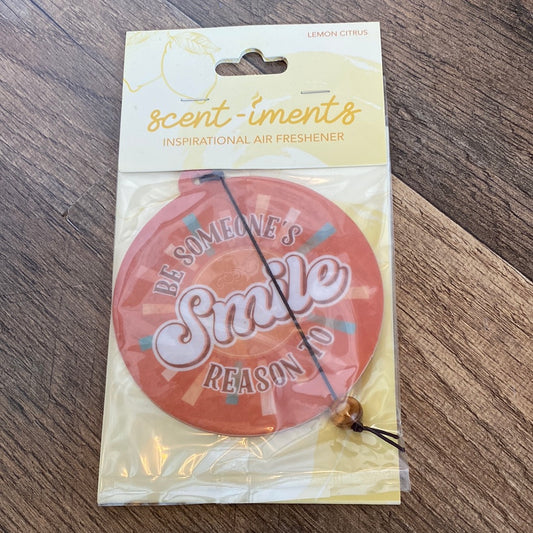 LEMON CITRUS
scent-iments
INSPIRATIONAL AIR FRESHENER
BE SOMEONE'S
Smile
REASON TO